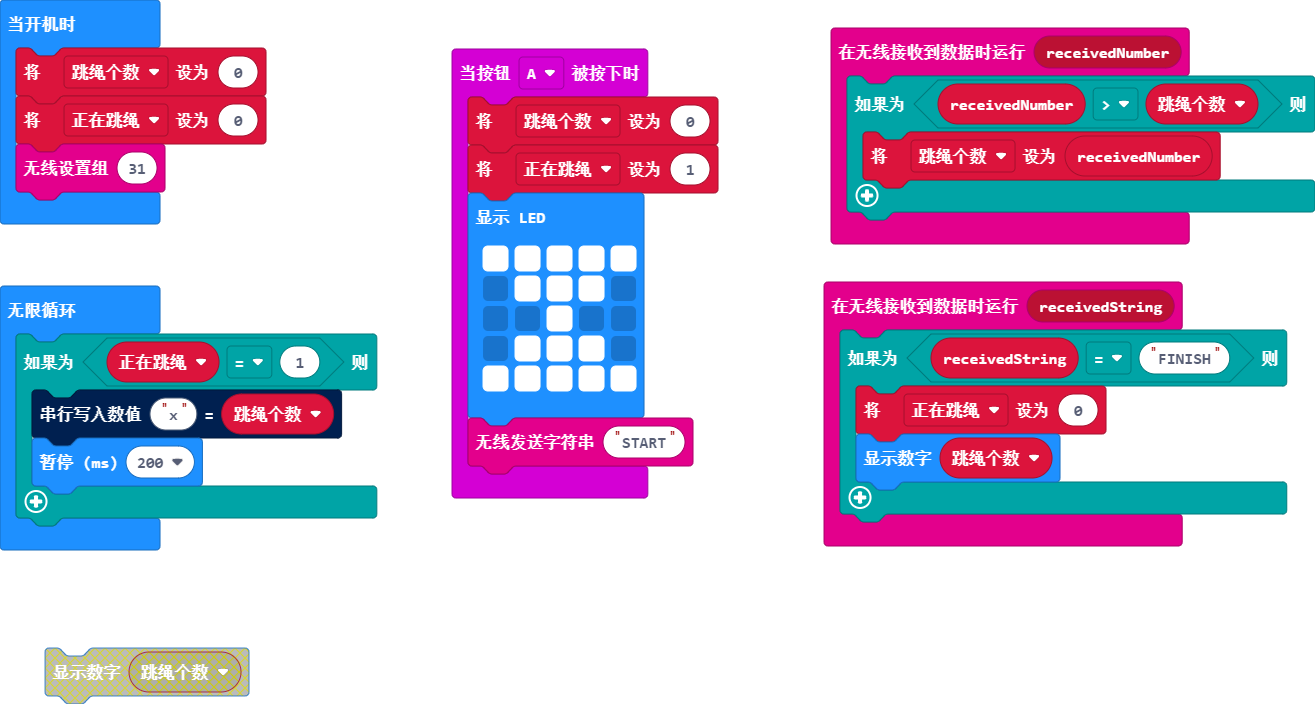 当开机时
将 跳绳个数 设为 0
将 正在跳绳 设为 0
无线设置组 31
无限循环
如果为 正在跳绳 = 1 则
串行写入数值 "x" = 跳绳个数
暂停 (ms) 200
显示数字 跳绳个数
当按钮 A 被按下时
将 跳绳个数 设为 0
将 正在跳绳 设为 1
显示 LED
无线发送字符串 "START"
在无线接收到数据时运行 receivedNumber
如果为 receivedNumber > 跳绳个数 则
将 跳绳个数 设为 receivedNumber
在无线接收到数据时运行 receivedString
如果为 receivedString = "FINISH" 则
将 正在跳绳 设为 0
显示数字 跳绳个数